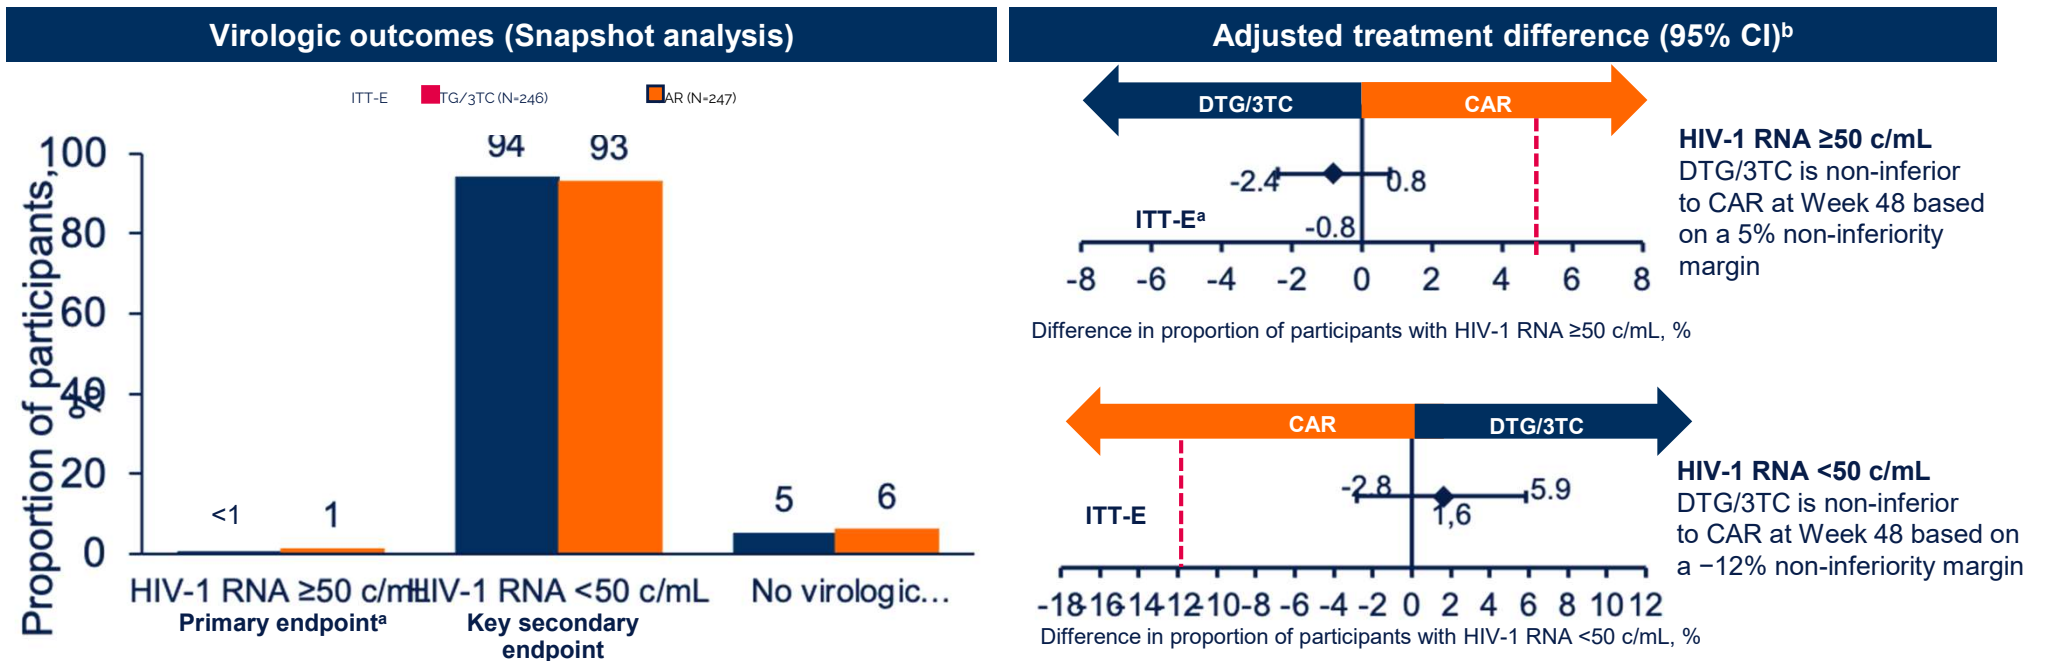 Virologic outcomes (Snapshot analysis)
ITT-E
TG/3TC (N=246)
AR (N=247)
Proportion of participants,
%
100
80
60
40
20
0
<1
1
94
93
5
6
HIV-1 RNA ≥50 c/mL
HIV-1 RNA <50 c/mL
No virologic…
Primary endpointᵃ
Key secondary
endpoint
Adjusted treatment difference (95% CI)ᵇ
DTG/3TC
CAR
-2.4
0.8
-0.8
ITT-Eᵃ
-8 -6 -4 -2 0 2 4 6 8
Difference in proportion of participants with HIV-1 RNA ≥50 c/mL, %
HIV-1 RNA ≥50 c/mL
DTG/3TC is non-inferior
to CAR at Week 48 based
on a 5% non-inferiority
margin
CAR
DTG/3TC
-2.8
5.9
1,6
ITT-E
-18 -16 -14 -12 -10 -8 -6 -4 -2 0 2 4 6 8 10 12
Difference in proportion of participants with HIV-1 RNA <50 c/mL, %
HIV-1 RNA <50 c/mL
DTG/3TC is non-inferior
to CAR at Week 48 based on
a −12% non-inferiority margin